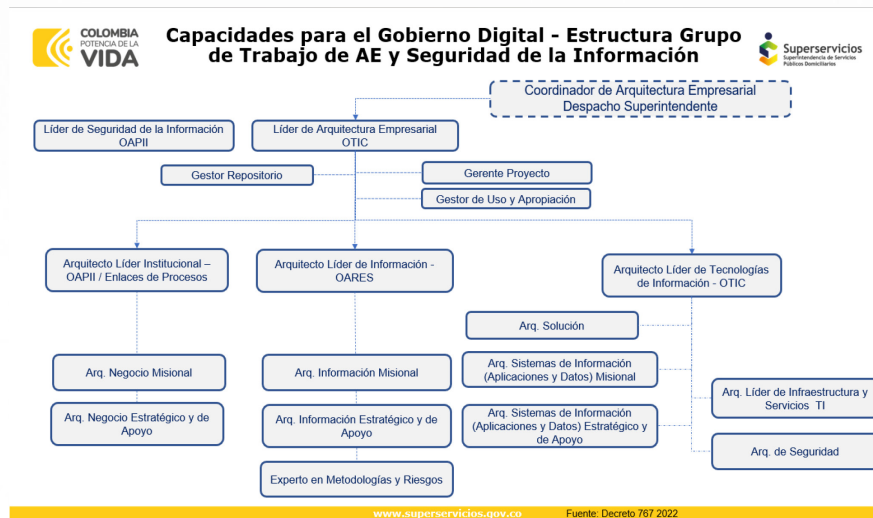 COLOMBIA
POTENCIA DE LA
VIDA
Capacidades para el Gobierno Digital - Estructura Grupo
de Trabajo de AE y Seguridad de la Información
Superservicios
Superintendencia de Servicios
Públicos Domiciliarios
Coordinador de Arquitectura Empresarial
Despacho Superintendente
Líder de Seguridad de la Información
OAPII
Líder de Arquitectura Empresarial
OTIC
Gestor Repositorio
Gerente Proyecto
Gestor de Uso y Apropiación
Arquitecto Líder Institucional –
OAPII / Enlaces de Procesos
Arquitecto Líder de Información -
OARES
Arquitecto Líder de Tecnologías
de Información - OTIC
Arq. Solución
Arq. Negocio Misional
Arq. Información Misional
Arq. Sistemas de Información
(Aplicaciones y Datos) Misional
Arq. Líder de Infraestructura y
Servicios TI
Arq. Negocio Estratégico y de
Apoyo
Arq. Información Estratégico y de
Apoyo
Arq. Sistemas de Información
(Aplicaciones y Datos) Estratégico y
de Apoyo
Arq. de Seguridad
Experto en Metodologías y Riesgos
www.superservicios.gov.co
Fuente: Decreto 767 2022